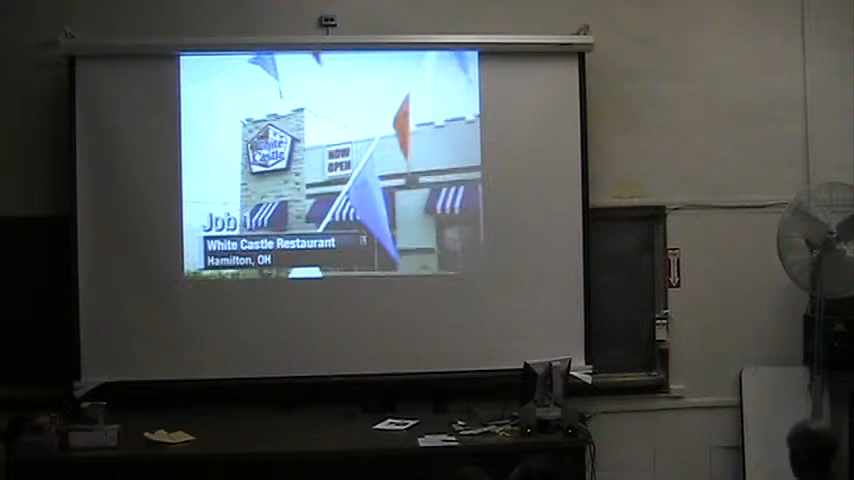 White
Castle
NOW
OPEN
Job 1
White Castle Restaurant
Hamilton, OH